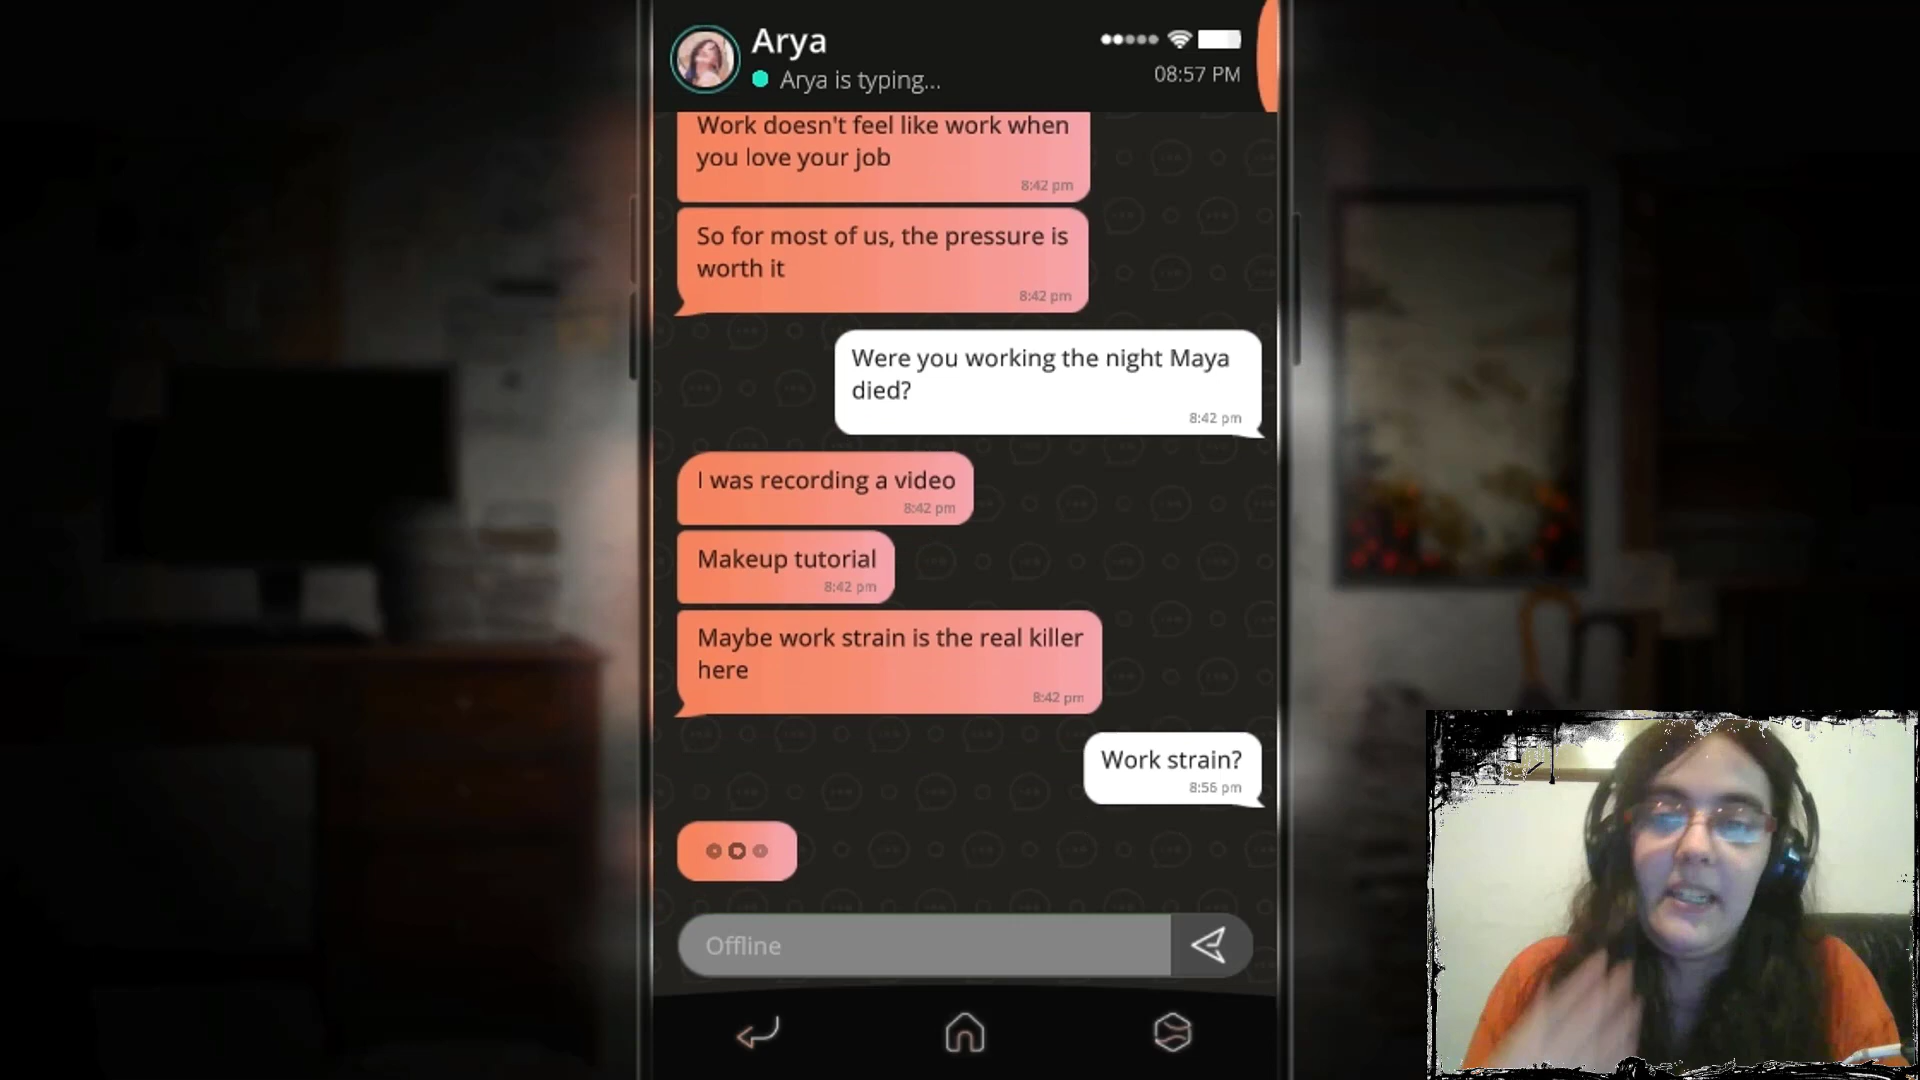 Arya
Arya is typing...
08:57 PM
Work doesn't feel like work when
you love your job
8:42 pm
So for most of us, the pressure is
worth it
8:42 pm
Were you working the night Maya
died?
8:42 pm
I was recording a video
8:42 pm
Makeup tutorial
8:42 pm
Maybe work strain is the real killer
here
8:42 pm
Work strain?
8:56 pm
Offline